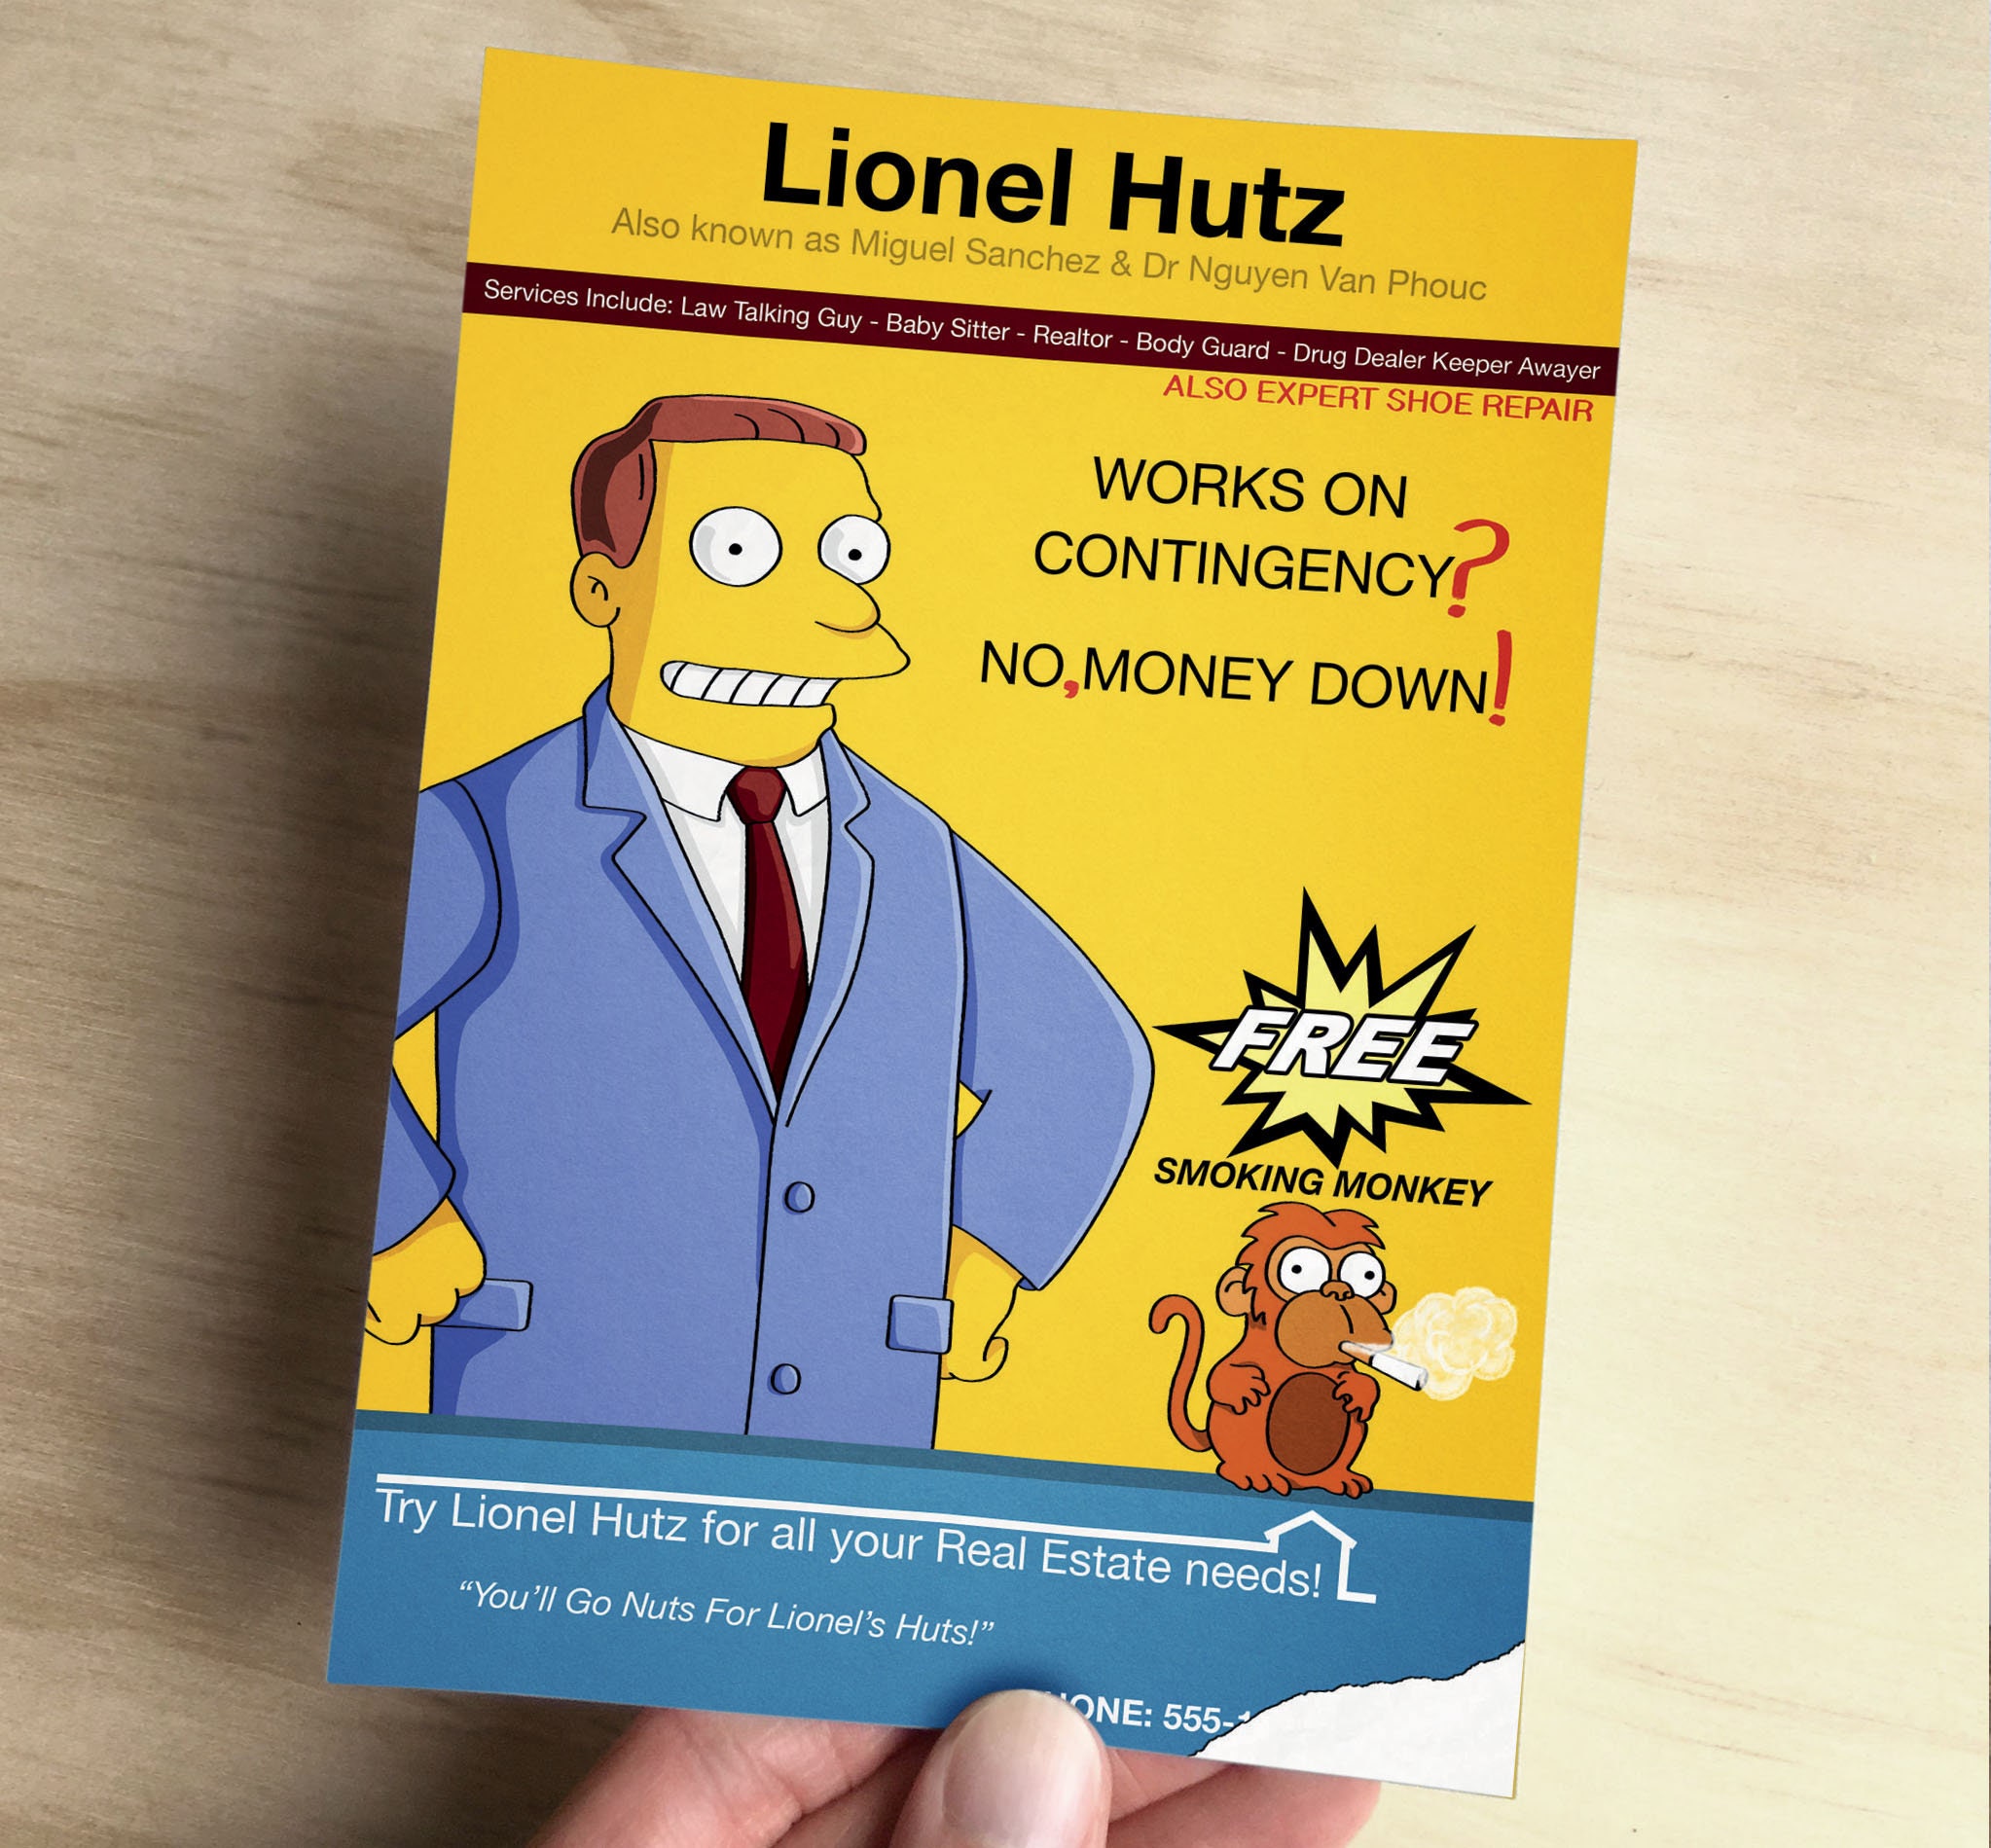 Lionel Hutz
Also known as Miguel Sanchez & Dr Nguyen Van Phouc
Services Include: Law Talking Guy - Baby Sitter - Realtor - Body Guard - Drug Dealer Keeper Awayer
ALSO EXPERT SHOE REPAIR
WORKS ON
CONTINGENCY?
NO,MONEY DOWN!
FREE
SMOKING MONKEY
Try Lionel Hutz for all your Real Estate needs!
“You’ll Go Nuts For Lionel’s Huts!”
555-